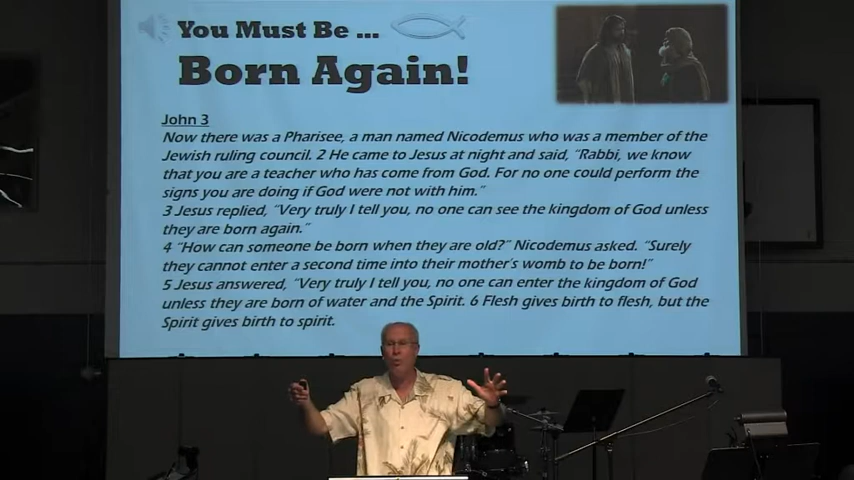 You Must Be ...
Born Again!
John 3
Now there was a Pharisee, a man named Nicodemus who was a member of the
Jewish ruling council. 2 He came to Jesus at night and said, “Rabbi, we know
that you are a teacher who has come from God. For no one could perform the
signs you are doing if God were not with him.”
3 Jesus replied, “Very truly I tell you, no one can see the kingdom of God unless
they are born again.”
4 “How can someone be born when they are old?” Nicodemus asked. “Surely
they cannot enter a second time into their mother’s womb to be born!”
5 Jesus answered, “Very truly I tell you, no one can enter the kingdom of God
unless they are born of water and the Spirit. 6 Flesh gives birth to flesh, but the
Spirit gives birth to spirit.